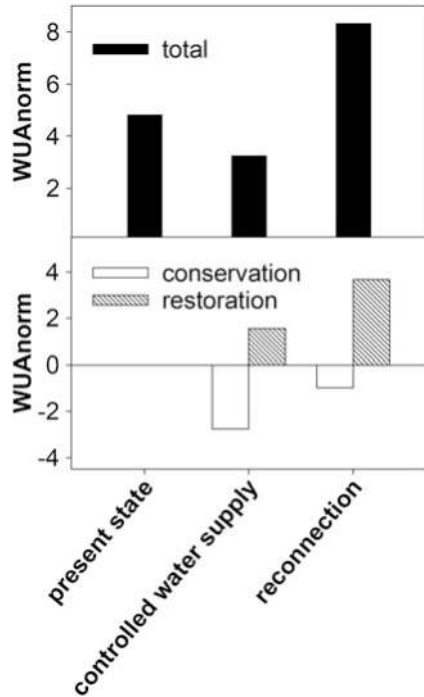 8
total
6
WUAnorm
4
2
4
conservation
restoration
2
WUAnorm
0
-2
-4
present state
controlled water supply
reconnection